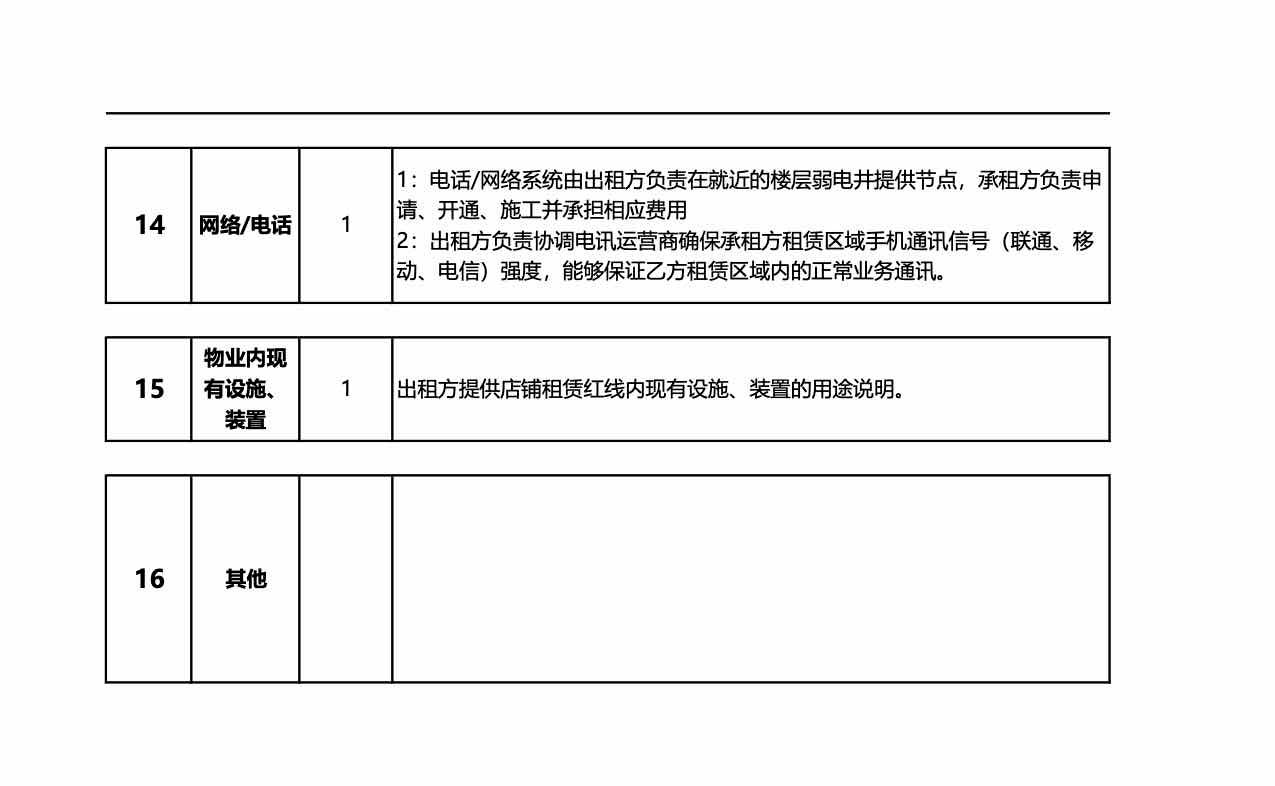 14
网络/电话
1
1：电话/网络系统由出租方负责在就近的楼层弱电井提供节点，承租方负责申
请、开通、施工并承担相应费用
2：出租方负责协调电讯运营商确保承租方租赁区域手机通讯信号（联通、移
动、电信）强度，能够保证乙方租赁区域内的正常业务通讯。
15
物业内现
有设施、
装置
1
出租方提供店铺租赁红线内现有设施、装置的用途说明。
16
其他